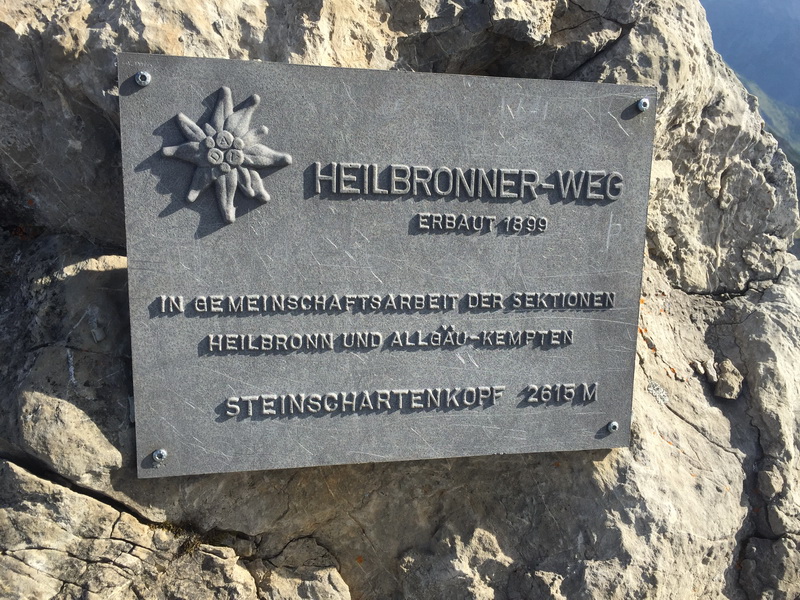 HEILBRONNER-WEG
ERBAUT 1899
IN GEMEINSCHAFTSARBEIT DER SEKTIONEN
HEILBRONN UND ALLGÄU-KEMPTEN
STEINSCHARTENKOPF 2615 M